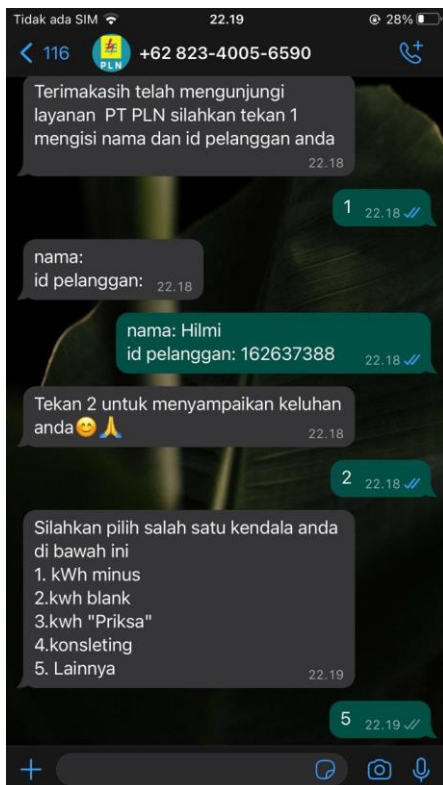 Tidak ada SIM 22.19 28%
116 PLN +62 823-4005-6590
Terimakasih telah mengunjungi
layanan PT PLN silahkan tekan 1
mengisi nama dan id pelanggan anda
22.18
1 22.18
nama:
id pelanggan: 22.18
nama: Hilmi
id pelanggan: 162637388 22.18
Tekan 2 untuk menyampaikan keluhan
anda😊🙏 22.18
2 22.18
Silahkan pilih salah satu kendala anda
di bawah ini
1. kWh minus
2.kwh blank
3.kwh "Priksa"
4.konsleting
5. Lainnya 22.19
5 22.19